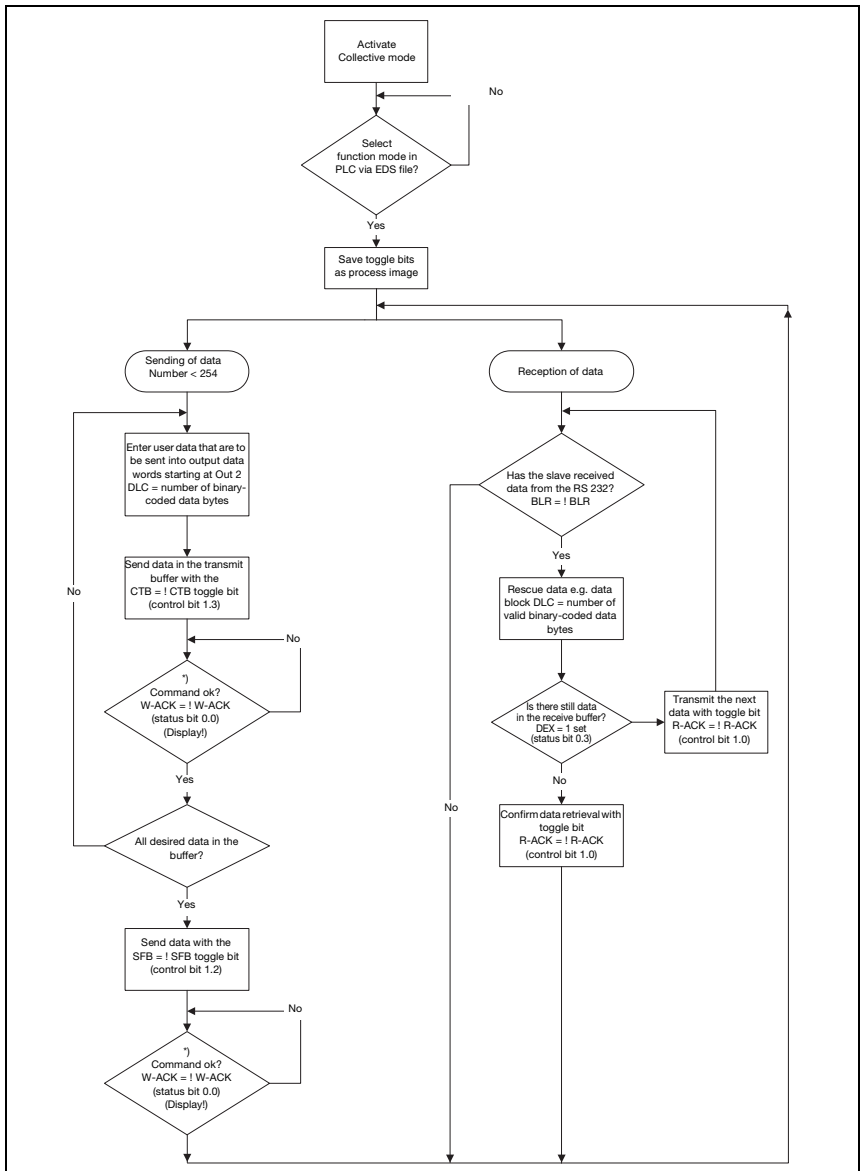 Activate
Collective mode
No
Select
function mode in
PLC via EDS file?
Yes
Save toggle bits
as process image
Sending of data
Number < 254
Enter user data that are to
be sent into output data
words starting at Out 2
DLC = number of binary-
coded data bytes
Send data in the transmit
buffer with the
CTB = ! CTB toggle bit
(control bit 1.3)
No
No
*)
Command ok?
W-ACK = ! W-ACK
(status bit 0.0)
(Display!)
Yes
All desired data in the
buffer?
Yes
Send data with the
SFB = ! SFB toggle bit
(control bit 1.2)
No
*)
Command ok?
W-ACK = ! W-ACK
(status bit 0.0)
(Display!)
Reception of data
Has the slave received
data from the RS 232?
BLR = ! BLR
Yes
Rescue data e.g. data
block DLC = number of
valid binary-coded data
bytes
Is there still data
in the receive buffer?
DEX = 1 set
(status bit 0.3)
Transmit the next
data with toggle bit
R-ACK = ! R-ACK
(control bit 1.0)
No
No
Confirm data retrieval with
toggle bit
R-ACK = ! R-ACK
(control bit 1.0)